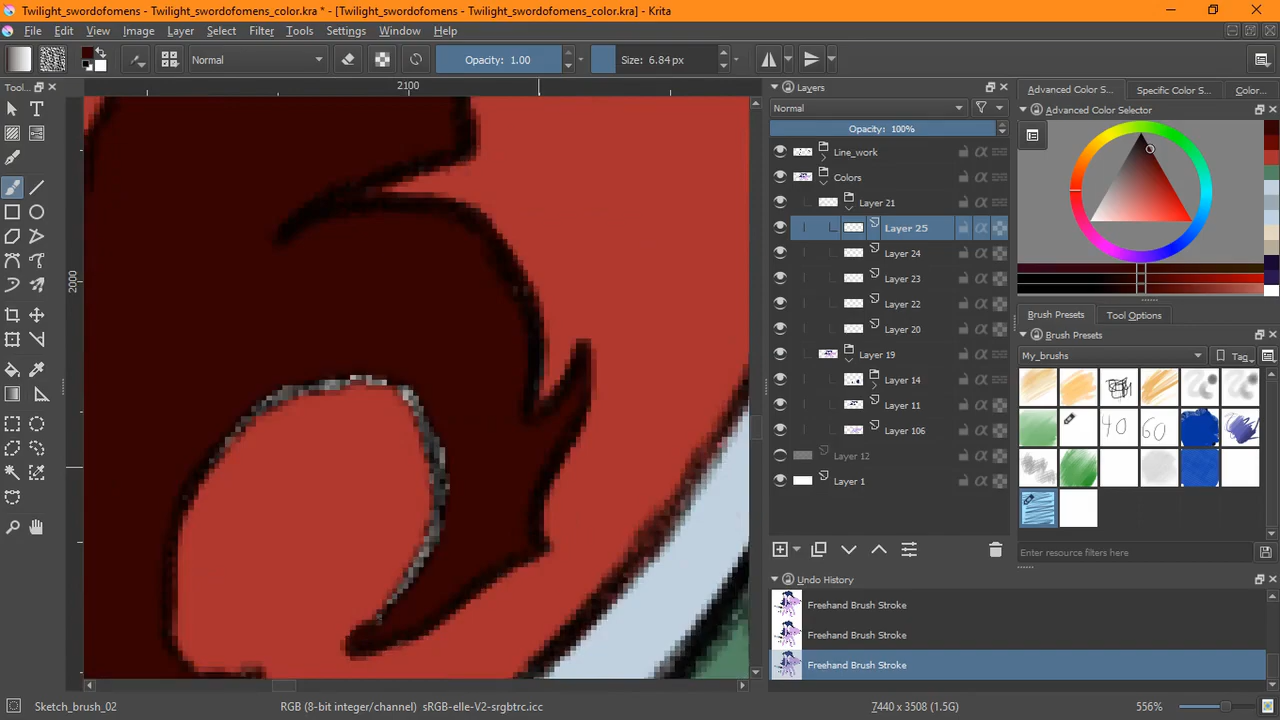 Twilight_swordofomens - Twilight_swordofomens_color.kra * - [Twilight_swordofomens - Twilight_swordofomens_color.kra] - Krita
File Edit View Image Layer Select Filter Tools Settings Window Help
Normal Opacity: 1.00 Size: 6.84 px
Tool...
2100
2000
Layers
Normal
Opacity: 100%
Line_work
Colors
Layer 21
Layer 25
Layer 24
Layer 23
Layer 22
Layer 20
Layer 19
Layer 14
Layer 11
Layer 106
Layer 12
Layer 1
Undo History
Freehand Brush Stroke
Freehand Brush Stroke
Freehand Brush Stroke
Advanced Color S... Specific Color S... Color...
Advanced Color Selector
Brush Presets Tool Options
Brush Presets
My_brushes Tag
40 60
Enter resource filters here
Sketch_brush_02 RGB (8-bit integer/channel) sRGB-elle-V2-srgbtrc.icc 7440 x 3508 (1.5G) 556%